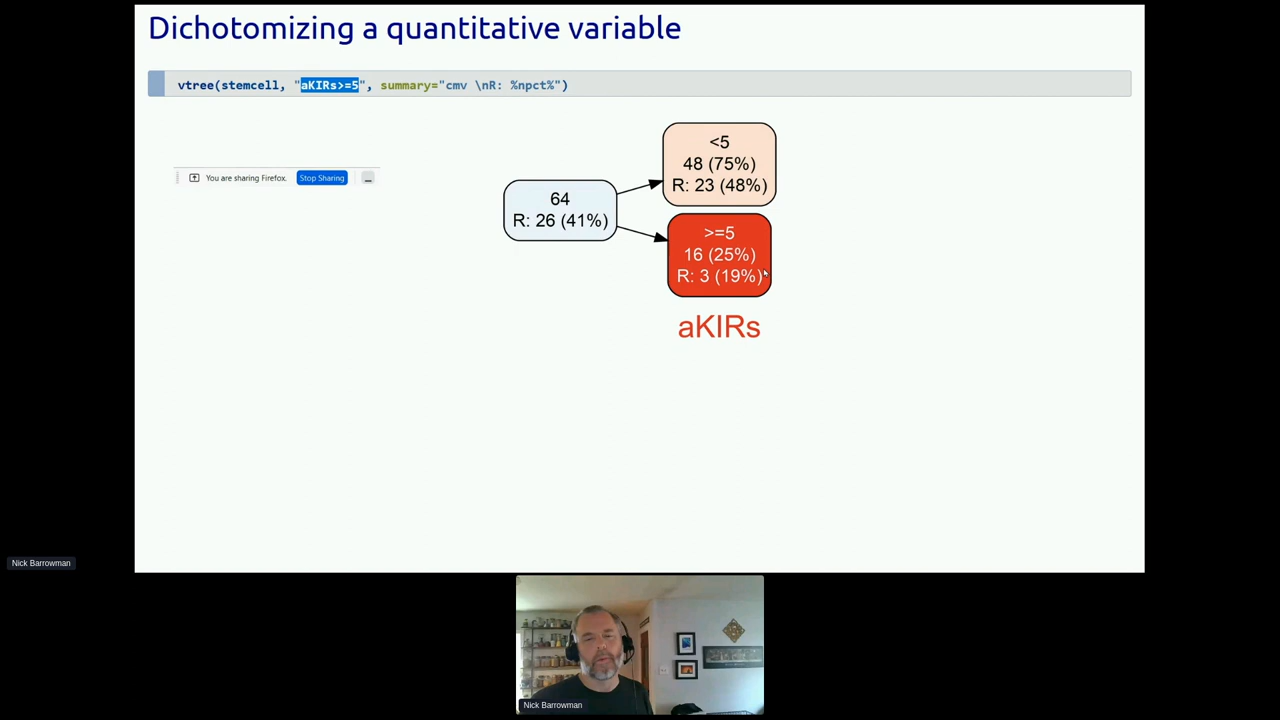 Dichotomizing a quantitative variable
vtree(stemcell, "aKIRs>=5", summary="cmv \nR: %npct%")
You are sharing Firefox. Stop Sharing
<5
48 (75%)
R: 23 (48%)
64
R: 26 (41%)
>=5
16 (25%)
R: 3 (19%)
aKIRs
Nick Barrowman
Nick Barrowman